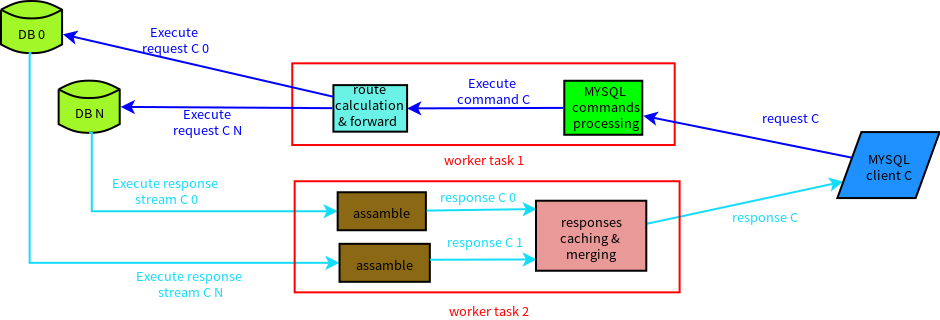 DB 0
Execute
request C 0
DB N
Execute
request C N
route
calculation
& forward
Execute
command C
MYSQL
commands
processing
request C
MYSQL
client C
worker task 1
Execute response
stream C 0
assamble
response C 0
responses
caching &
merging
response C
response C 1
assamble
Execute response
stream C N
worker task 2